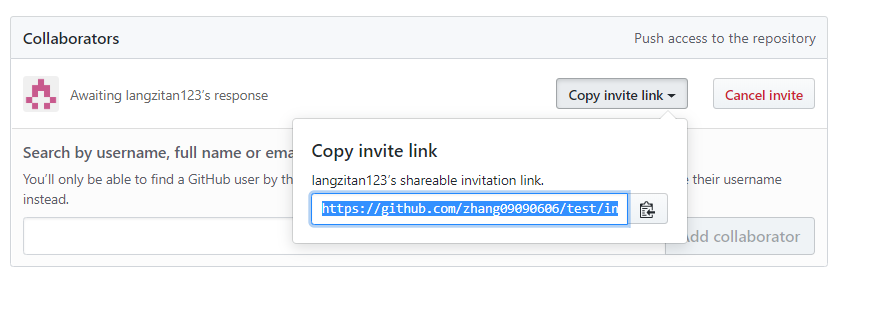 Collaborators
Push access to the repository
Awaiting langzitan123’s response
Copy invite link
Cancel invite
Copy invite link
langzitan123’s shareable invitation link.
https://github.com/zhang09090606/test/in
Search by username, full name or ema
You’ll only be able to find a GitHub user by th
e their username
instead.
dd collaborator